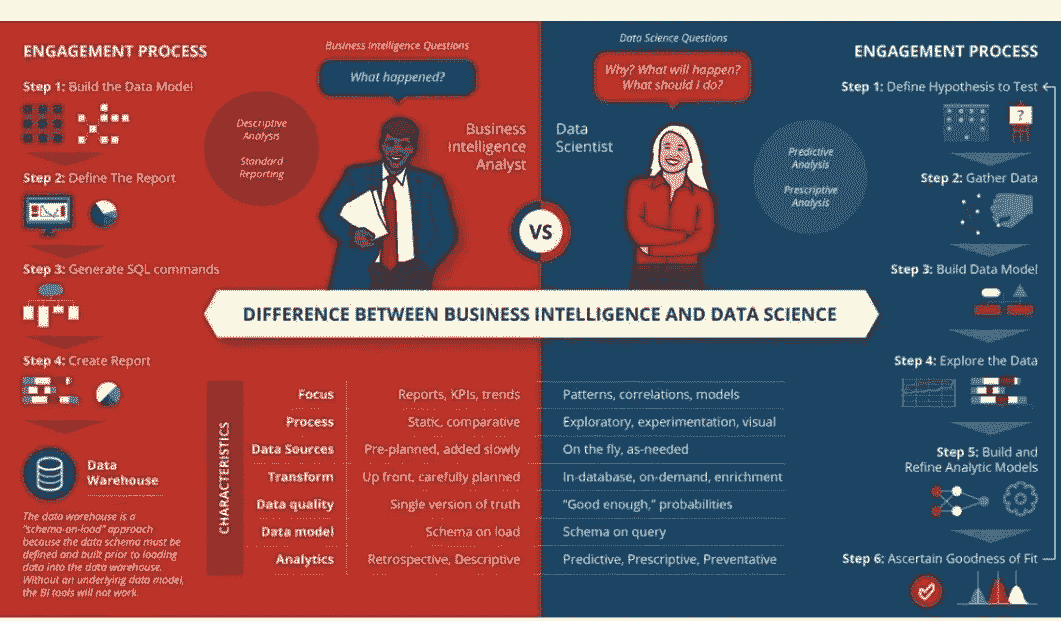 ENGAGEMENT PROCESS
Step 1: Build the Data Model
Step 2: Define The Report
Step 3: Generate SQL commands
Step 4: Create Report
Data
Warehouse
The data warehouse is a
"schema-on-load" approach
because the data schema must be
defined and built prior to loading
data into the data warehouse.
Without an underlying data model,
the BI tools will not work.
Business Intelligence Questions
What happened?
Descriptive
Analysis
Standard
Reporting
Business
Intelligence
Analyst
VS
Data Science Questions
Why? What will happen?
What should I do?
Data
Scientist
Predictive
Analysis
Prescriptive
Analysis
DIFFERENCE BETWEEN BUSINESS INTELLIGENCE AND DATA SCIENCE
CHARACTERISTICS
Focus Reports, KPIs, trends Patterns, correlations, models
Process Static, comparative Exploratory, experimentation, visual
Data Sources Pre-planned, added slowly On the fly, as-needed
Transform Up front, carefully planned In-database, on-demand, enrichment
Data quality Single version of truth "Good enough," probabilities
Data model Schema on load Schema on query
Analytics Retrospective, Descriptive Predictive, Prescriptive, Preventative
ENGAGEMENT PROCESS
Step 1: Define Hypothesis to Test
?
Step 2: Gather Data
Step 3: Build Data Model
Step 4: Explore the Data
Step 5: Build and
Refine Analytic Models
Step 6: Ascertain Goodness of Fit